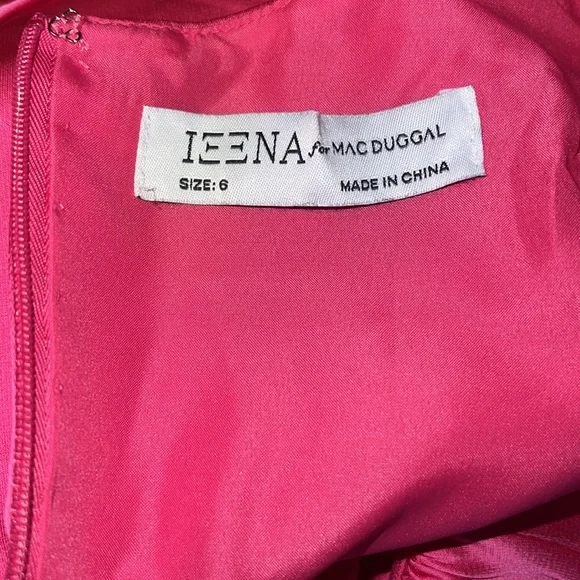 IEENA for MAC DUGGAL
SIZE: 6 MADE IN CHINA